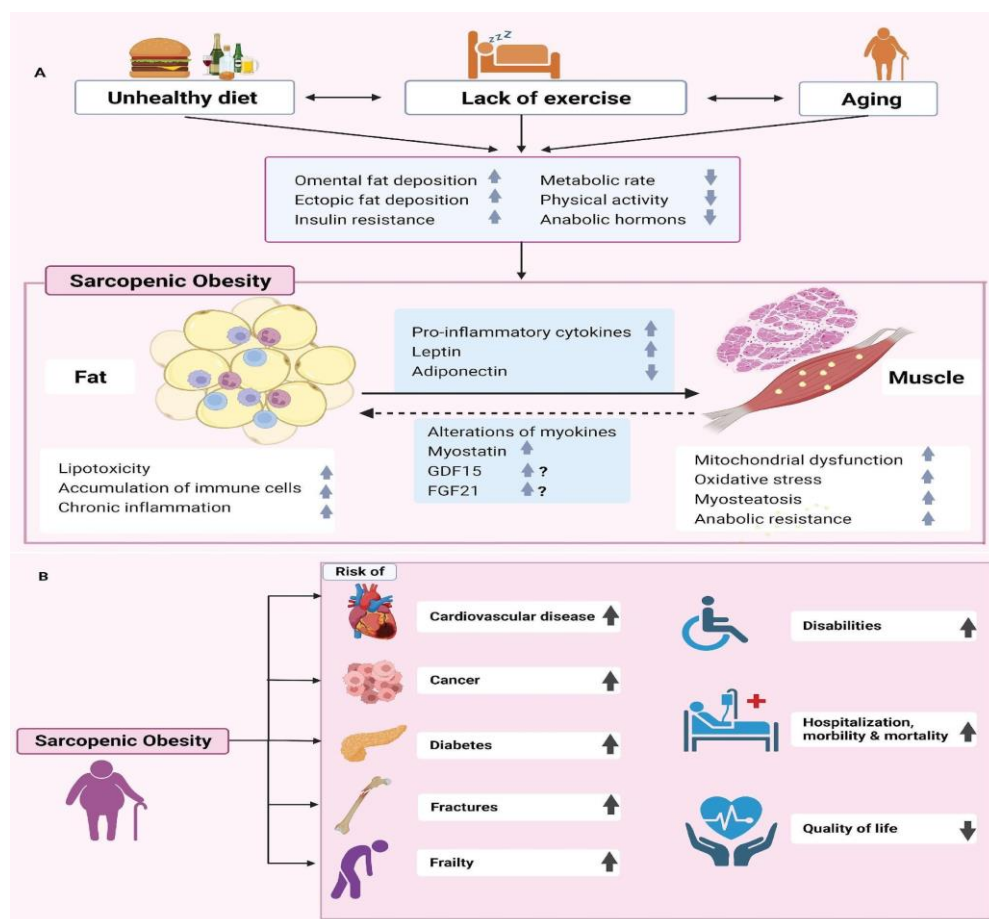 A
zzz
Unhealthy diet
Lack of exercise
Aging
Omental fat deposition
Ectopic fat deposition
Insulin resistance
Metabolic rate
Physical activity
Anabolic hormons
Sarcopenic Obesity
Fat
Pro-inflammatory cytokines
Leptin
Adiponectin
Muscle
Alterations of myokines
Myostatin
GDF15 ?
FGF21 ?
Lipotoxicity
Accumulation of immune cells
Chronic inflammation
Mitochondrial dysfunction
Oxidative stress
Myosteatosis
Anabolic resistance
B
Sarcopenic Obesity
Risk of
Cardiovascular disease
Cancer
Diabetes
Fractures
Frailty
Disabilities
Hospitalization,
morbility & mortality
Quality of life